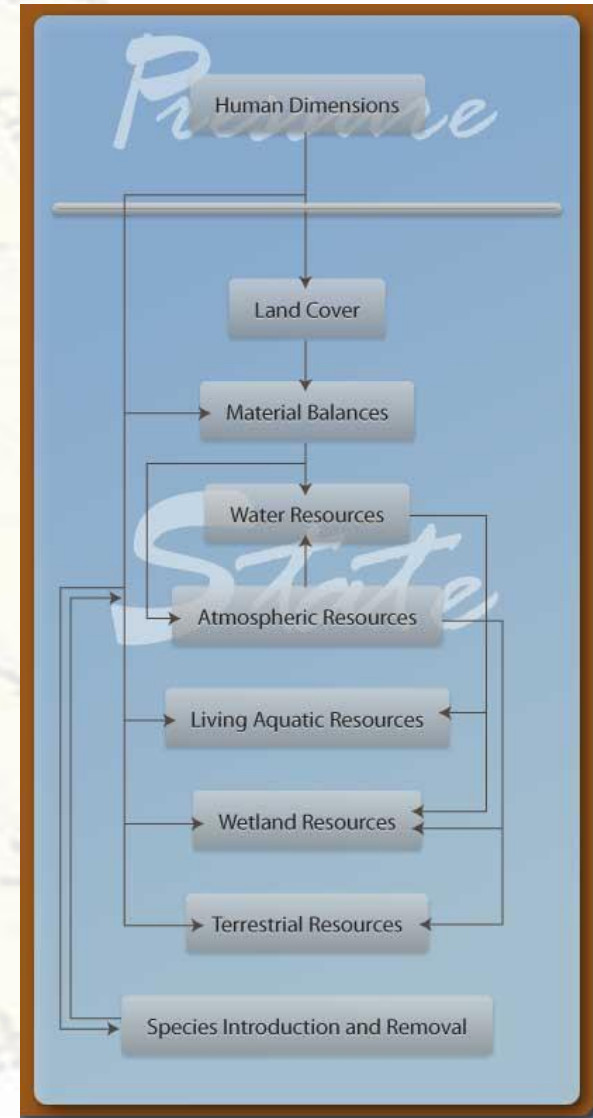 Pressure
Human Dimensions
Land Cover
Material Balances
Water Resources
State
Atmospheric Resources
Living Aquatic Resources
Wetland Resources
Terrestrial Resources
Species Introduction and Removal